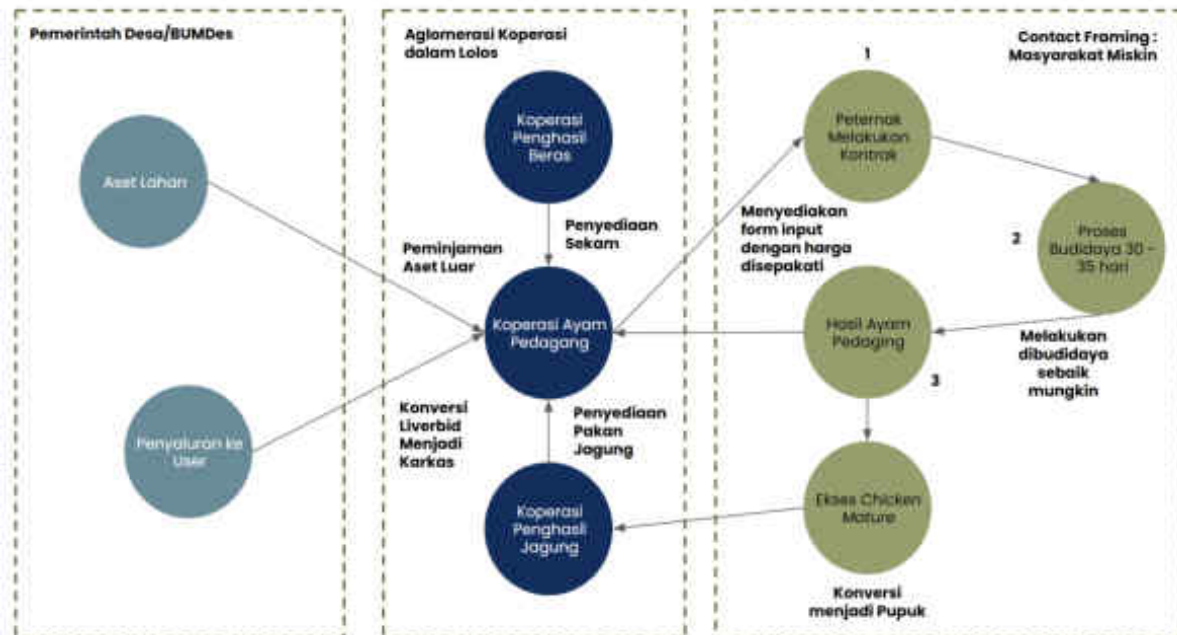 Pemerintah Desa/BUMDes
Aset Lahan
Penyaluran ke
User
Aglomerasi Koperasi
dalam Lolos
Koperasi
Penghasil
Beras
Penyediaan
Sekam
Peminjaman
Aset Luar
Koperasi Ayam
Pedagang
Konversi
Liverbid
Menjadi
Karkas
Penyediaan
Pakan
Jagung
Koperasi
Penghasil
Jagung
Contact Framing :
Masyarakat Miskin
1
Peternak
Melakukan
Kontrak
Menyediakan
form input
dengan harga
disepakati
2
Proses
Budidaya 30 -
35 hari
Hasil Ayam
Pedaging
3
Melakukan
dibudidaya
sebaik
mungkin
Ekses Chicken
Mature
Konversi
menjadi Pupuk